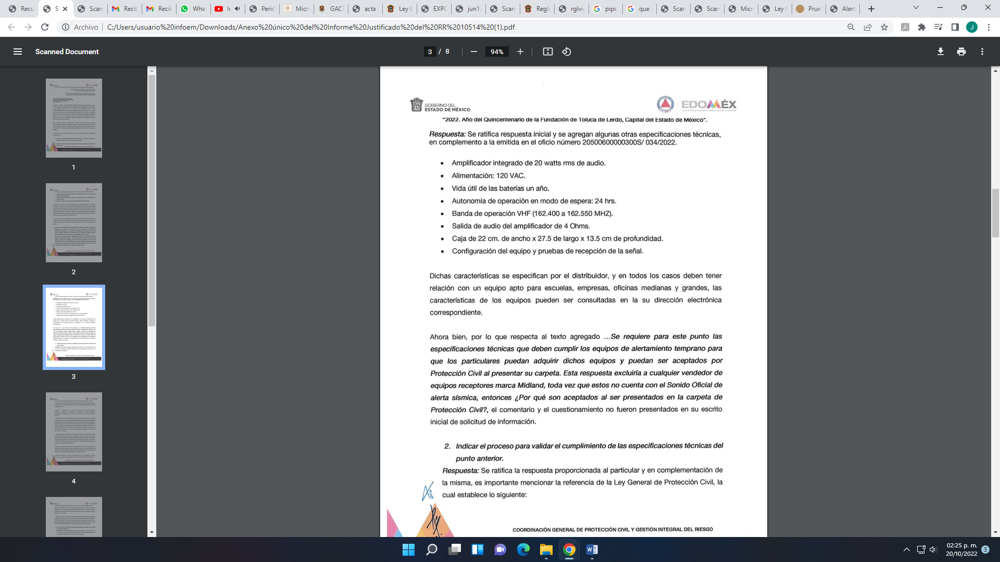 Recu
S
Scan
Recib
Recib
What
Ir
Perió
Micro
GACE
acta
Ley O
EXPO
jun12
Scan
Regla
rglvig
pipc
que
Scan
Scan
Micr
Ley O
Prue
Alert
Archivo
C:/Users/usuario%20infoem/Downloads/Anexo%20único%20del%20Informe%20Justificado%20del%20RR%2010514%20(1).pdf
J
Scanned Document
3 / 8
94%
1
2
3
4
GOBIERNO DEL
ESTADO DE MÉXICO
EDOMÉX
"2022. Año del Quincentenario de la Fundación de Toluca de Lerdo, Capital del Estado de México".
Respuesta: Se ratifica respuesta inicial y se agregan algunas otras especificaciones técnicas,
en complemento a la emitida en el oficio número 20500600000300S/ 034/2022.
• Amplificador integrado de 20 watts rms de audio.
• Alimentación: 120 VAC.
• Vida útil de las baterías un año.
• Autonomía de operación en modo de espera: 24 hrs.
• Banda de operación VHF (162.400 a 162.550 MHZ).
• Salida de audio del amplificador de 4 Ohms.
• Caja de 22 cm. de ancho x 27.5 de largo x 13.5 cm de profundidad.
• Configuración del equipo y pruebas de recepción de la señal.
Dichas características se especifican por el distribuidor, y en todos los casos deben tener
relación con un equipo apto para escuelas, empresas, oficinas medianas y grandes, las
características de los equipos pueden ser consultadas en la su dirección electrónica
correspondiente.
Ahora bien, por lo que respecta al texto agregado …Se requiere para este punto las
especificaciones técnicas que deben cumplir los equipos de alertamiento temprano para
que los particulares puedan adquirir dichos equipos y puedan ser aceptados por
Protección Civil al presentar su carpeta. Esta respuesta excluiría a cualquier vendedor de
equipos receptores marca Midland, toda vez que estos no cuenta con el Sonido Oficial de
alerta sísmica, entonces ¿Por qué son aceptados al ser presentados en la carpeta de
Protección Civil?, el comentario y el cuestionamiento no fueron presentados en su escrito
inicial de solicitud de información.
2. Indicar el proceso para validar el cumplimiento de las especificaciones técnicas del
punto anterior.
Respuesta: Se ratifica la respuesta proporcionada al particular y en complementación de
la misma, es importante mencionar la referencia de la Ley General de Protección Civil, la
cual establece lo siguiente:
COORDINACIÓN GENERAL DE PROTECCIÓN CIVIL Y GESTIÓN INTEGRAL DEL RIESGO
02:25 p. m.
20/10/2022
3